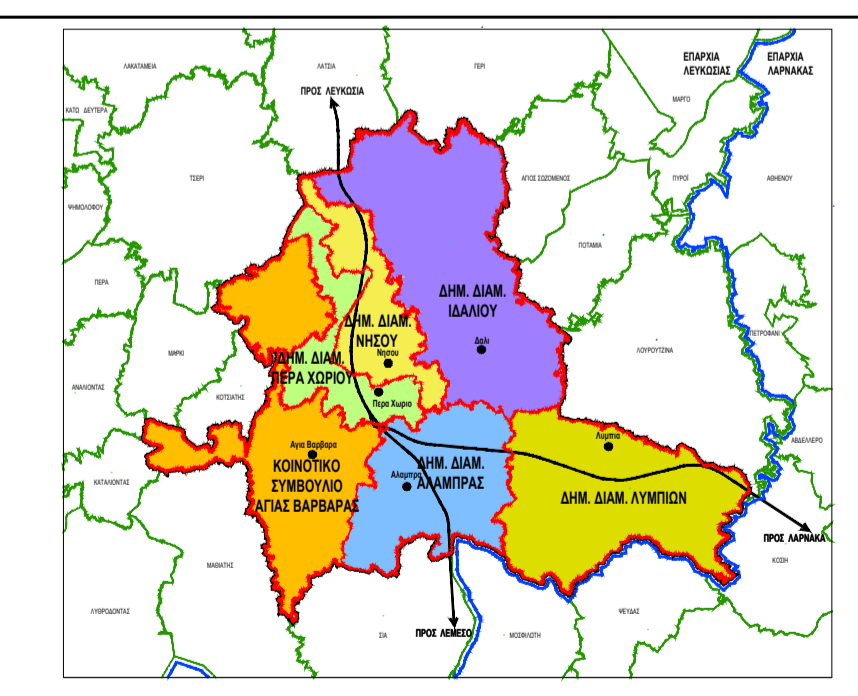 ΕΠΑΡΧΙΑ
ΛΕΥΚΩΣΙΑΣ
ΕΠΑΡΧΙΑ
ΛΑΡΝΑΚΑΣ
ΛΑΚΑΤΑΜΕΙΑ
ΛΑΤΣΙΑ
ΓΕΡΙ
ΠΡΟΣ ΛΕΥΚΩΣΙΑ
ΜΑΡΓΟ
ΚΑΤΩ ΔΕΥΤΕΡΑ
ΤΣΕΡΙ
ΑΓΙΟΣ ΣΩΖΟΜΕΝΟΣ
ΠΥΡΟΪ
ΑΘΗΕΝΟΥ
ΨΗΜΟΛΟΦΟΥ
ΠΟΤΑΜΙΑ
ΠΕΡΑ
ΔΗΜ. ΔΙΑΜ.
ΙΔΑΛΙΟΥ
Δαλι
ΔΗΜ. ΔΙΑΜ.
ΝΗΣΟΥ
Νησου
ΠΕΤΡΟΦΑΝΙ
ΜΑΡΚΙ
ΛΟΥΡΟΥΤΖΙΝΑ
ΔΗΜ. ΔΙΑΜ.
ΠΕΡΑ ΧΩΡΙΟΥ
Περα Χωριο
ΑΝΑΛΙΟΝΤΑΣ
ΚΟΤΣΙΑΤΗΣ
Αγια Βαρβαρα
ΚΟΙΝΟΤΙΚΟ
ΣΥΜΒΟΥΛΙΟ
ΑΓΙΑΣ ΒΑΡΒΑΡΑΣ
Λυμπια
ΑΒΔΕΛΛΕΡΟ
ΔΗΜ. ΔΙΑΜ.
ΑΛΑΜΠΡΑΣ
Αλαμπρα
ΚΑΤΑΛΙΟΝΤΑΣ
ΔΗΜ. ΔΙΑΜ. ΛΥΜΠΙΩΝ
ΠΡΟΣ ΛΑΡΝΑΚΑ
ΚΟΣΙΗ
ΜΑΘΙΑΤΗΣ
ΛΥΘΡΟΔΟΝΤΑΣ
ΨΕΥΔΑΣ
ΣΙΑ
ΠΡΟΣ ΛΕΜΕΣΟ
ΜΟΣΦΙΛΩΤΗ